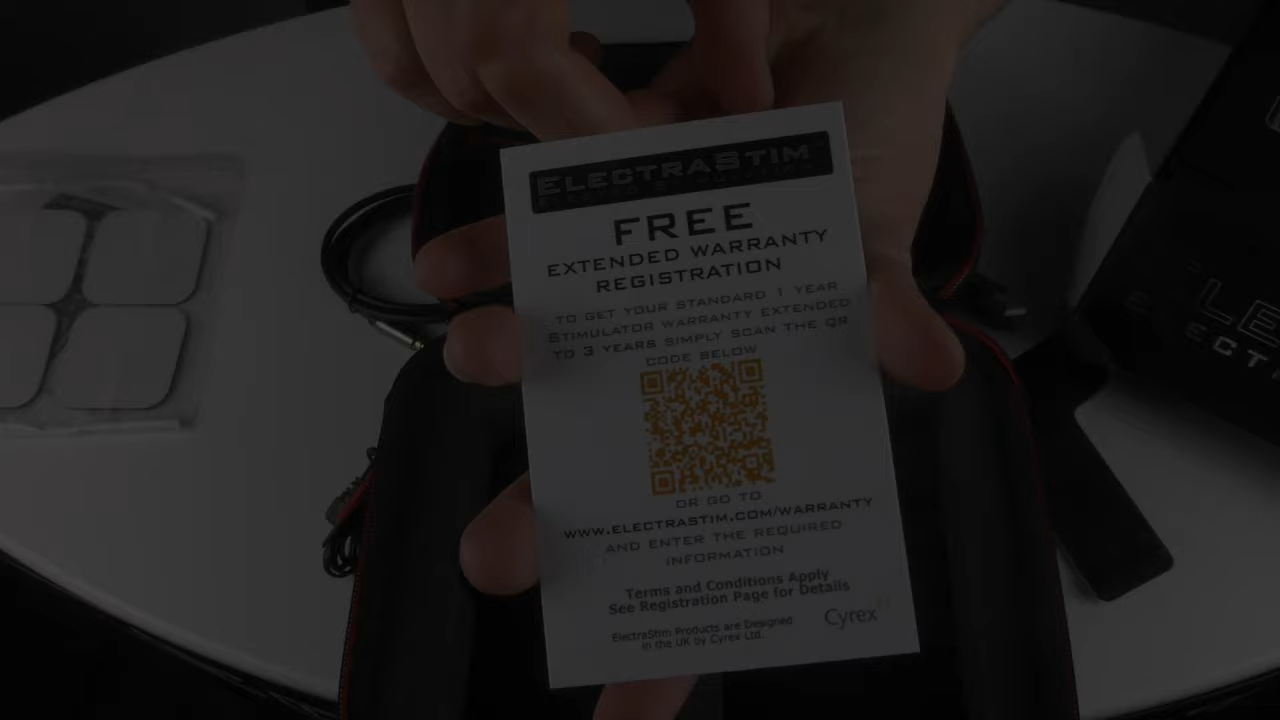 ELECTRASTIM
FREE
EXTENDED WARRANTY
REGISTRATION
TO GET YOUR STANDARD 1 YEAR
STIMULATOR WARRANTY EXTENDED
TO 3 YEARS SIMPLY SCAN THE QR
CODE BELOW
OR GO TO
WWW.ELECTRASTIM.COM/WARRANTY
AND ENTER THE REQUIRED
INFORMATION
Terms and Conditions Apply
See Registration Page for Details
ElectraStim Products are Designed
in the UK by Cyrex Ltd.
Cyrex